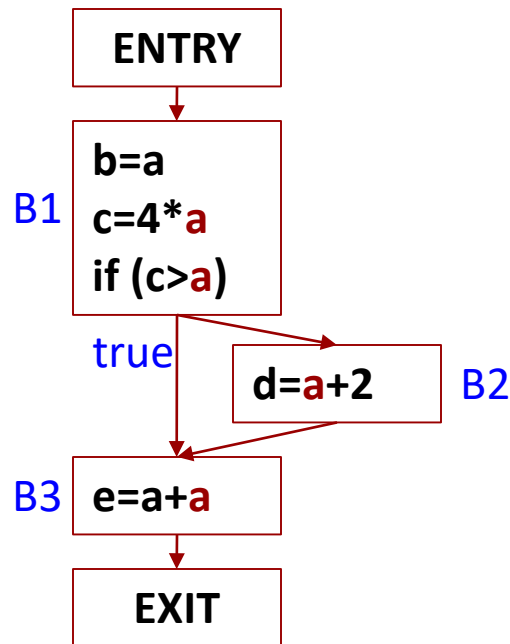 ENTRY
B1
b=a
c=4*a
if (c>a)
true
d=a+2
B2
B3
e=a+a
EXIT